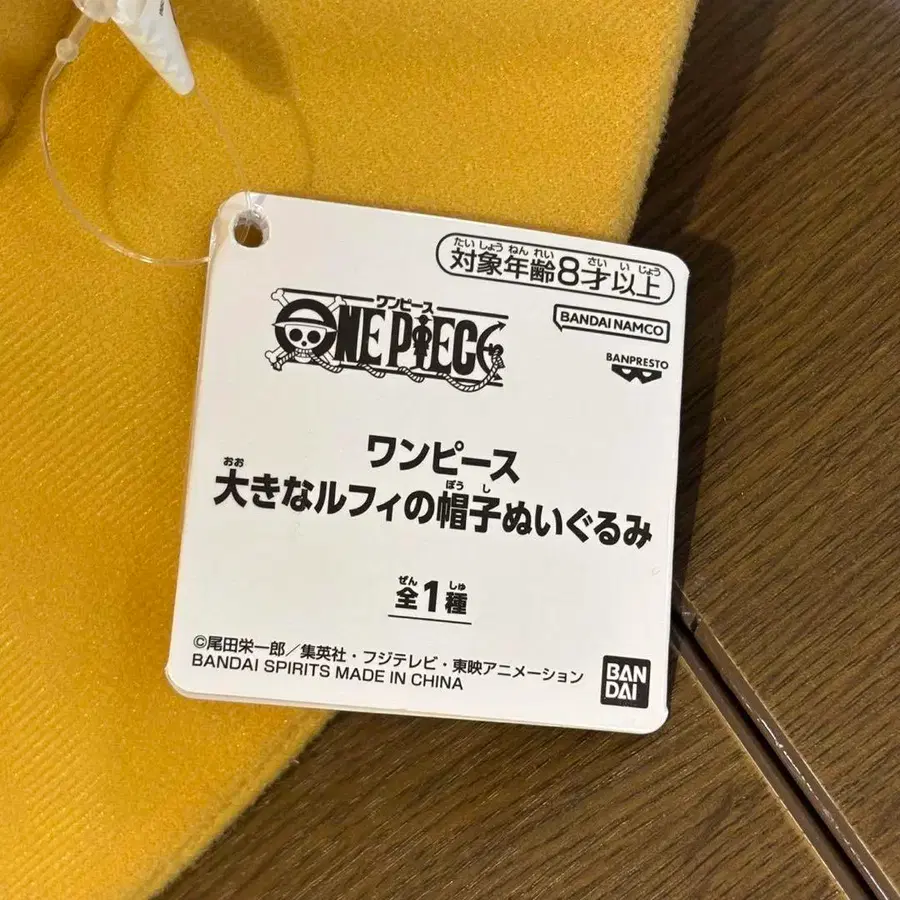 たいしょうねんれい さいいじょう
対象年齢8才以上
ワンピース
ONE PIECE
BANDAI NAMCO
BANPRESTO
ワンピース
おお ぼうし
大きなルフィの帽子ぬいぐるみ
ぜん しゅ
全1種
©尾田栄一郎／集英社・フジテレビ・東映アニメーション
BANDAI SPIRITS MADE IN CHINA
BAN
DAI